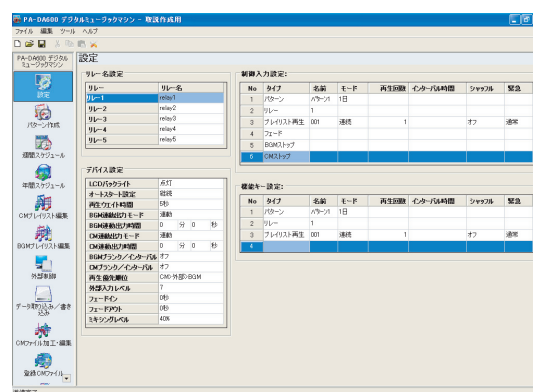 PA-DA600 デジタルミュージックマシン - 取説作成用
ファイル 編集 ツール ヘルプ
PA-DA600 デジタルミュージックマシン
設定
パターン作成
週間スケジュール
年間スケジュール
CMプレイリスト編集
BGMプレイリスト編集
外部制御
データ取り込み/書き込み
CMファイル加工・編集
登録CMファイル
設定
リレー名設定
リレー リレー名
リレー1 relay1
リレー2 relay2
リレー3 relay3
リレー4 relay4
リレー5 relay5
デバイス設定
LCDバックライト 点灯
オートスタート設定 継続
再生ウエイト時間 5秒
BGM連動出力モード 連動
BGM連動出力時間 0 分 0 秒
CM連動出力モード 連動
CM連動出力時間 0 分 0 秒
BGMブランク/インターバル オフ
CMブランク/インターバル オフ
再生優先順位 CM>外部>BGM
外部入力レベル 7
フェードイン 0秒
フェードアウト 0秒
ミキシングレベル 40%
制御入力設定:
No タイプ 名前 モード 再生回数 インターバル時間 シャッフル 緊急
1 パターン パターン1 1日
2 リレー 1
3 プレイリスト再生 001 連続 1 オフ 通常
4 フェード
5 BGMストップ
6 CMストップ
機能キー設定:
No タイプ 名前 モード 再生回数 インターバル時間 シャッフル 緊急
1 パターン パターン1 1日
2 リレー 1
3 プレイリスト再生 001 連続 1 オフ 通常
4